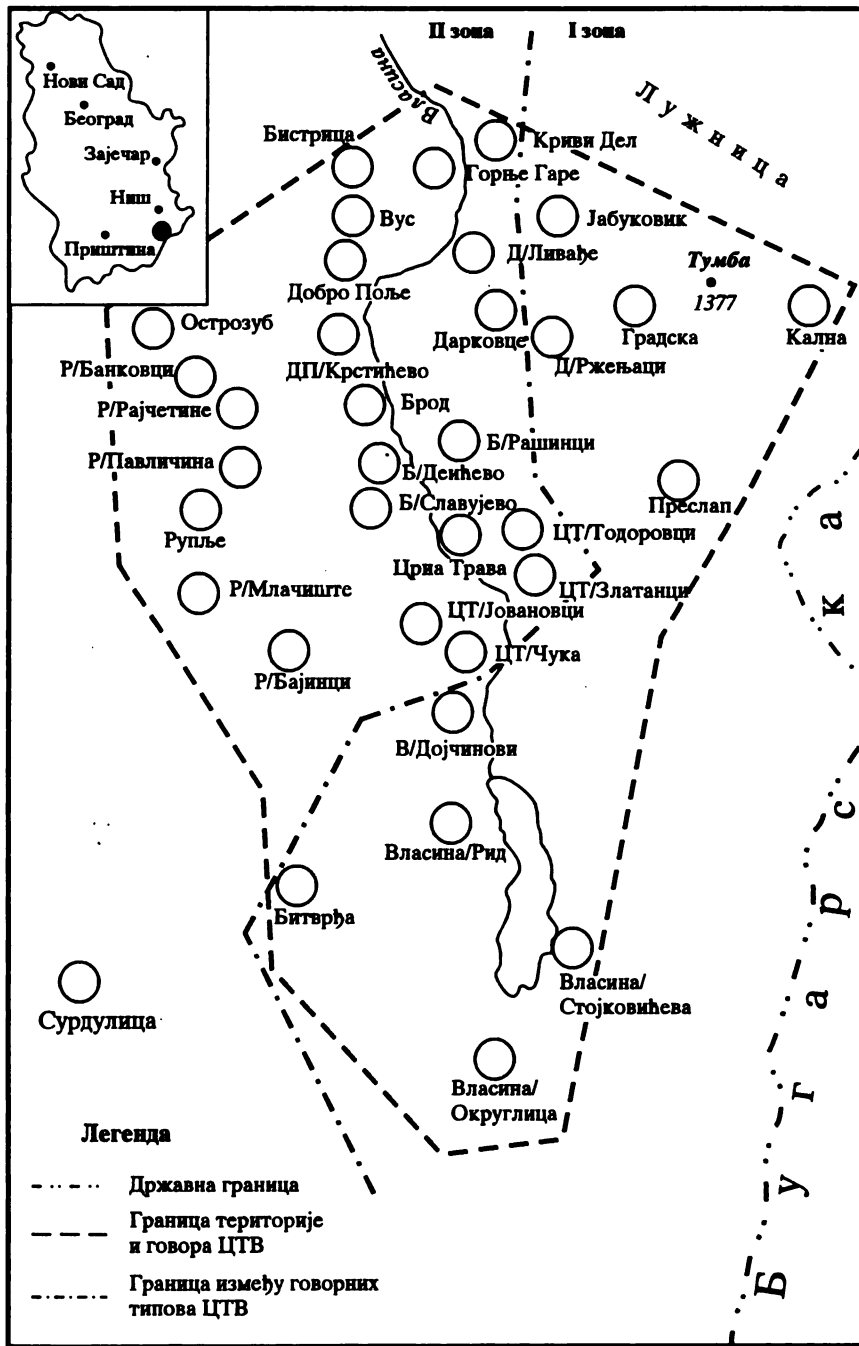 II зона
I зона
Власина
Лужница
Нови Сад
Београд
Зајечар
Ниш
Приштина
Бистрица
Криви Дел
Горње Гаре
Вус
Јабуковик
Д/Ливађе
Тумба
1377
Добро Поље
Острозуб
Дарковце
Градска
Кална
Р/Банковци
ДП/Крстићево
Д/Ржењаци
Р/Рајчетине
Брод
Б/Рашинци
Р/Павличина
Б/Деићево
Б/Славујево
Преслап
Рупље
ЦТ/Тодоровци
Црна Трава
Р/Млачиште
ЦТ/Златанци
ЦТ/Јовановци
Р/Бајинци
ЦТ/Чука
В/Дојчинови
Власина/Рид
Битврђа
Власина/
Стојковићева
Сурдулица
Власина/
Округлица
Бугарска
Легенда
Државна граница
Граница територије
и говора ЦТВ
Граница између говорних
типова ЦТВ